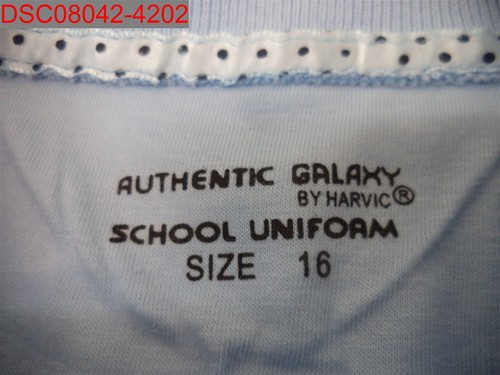 DSC08042-4202
AUTHENTIC GALAXY
BY HARVIC®
SCHOOL UNIFORM
SIZE 16